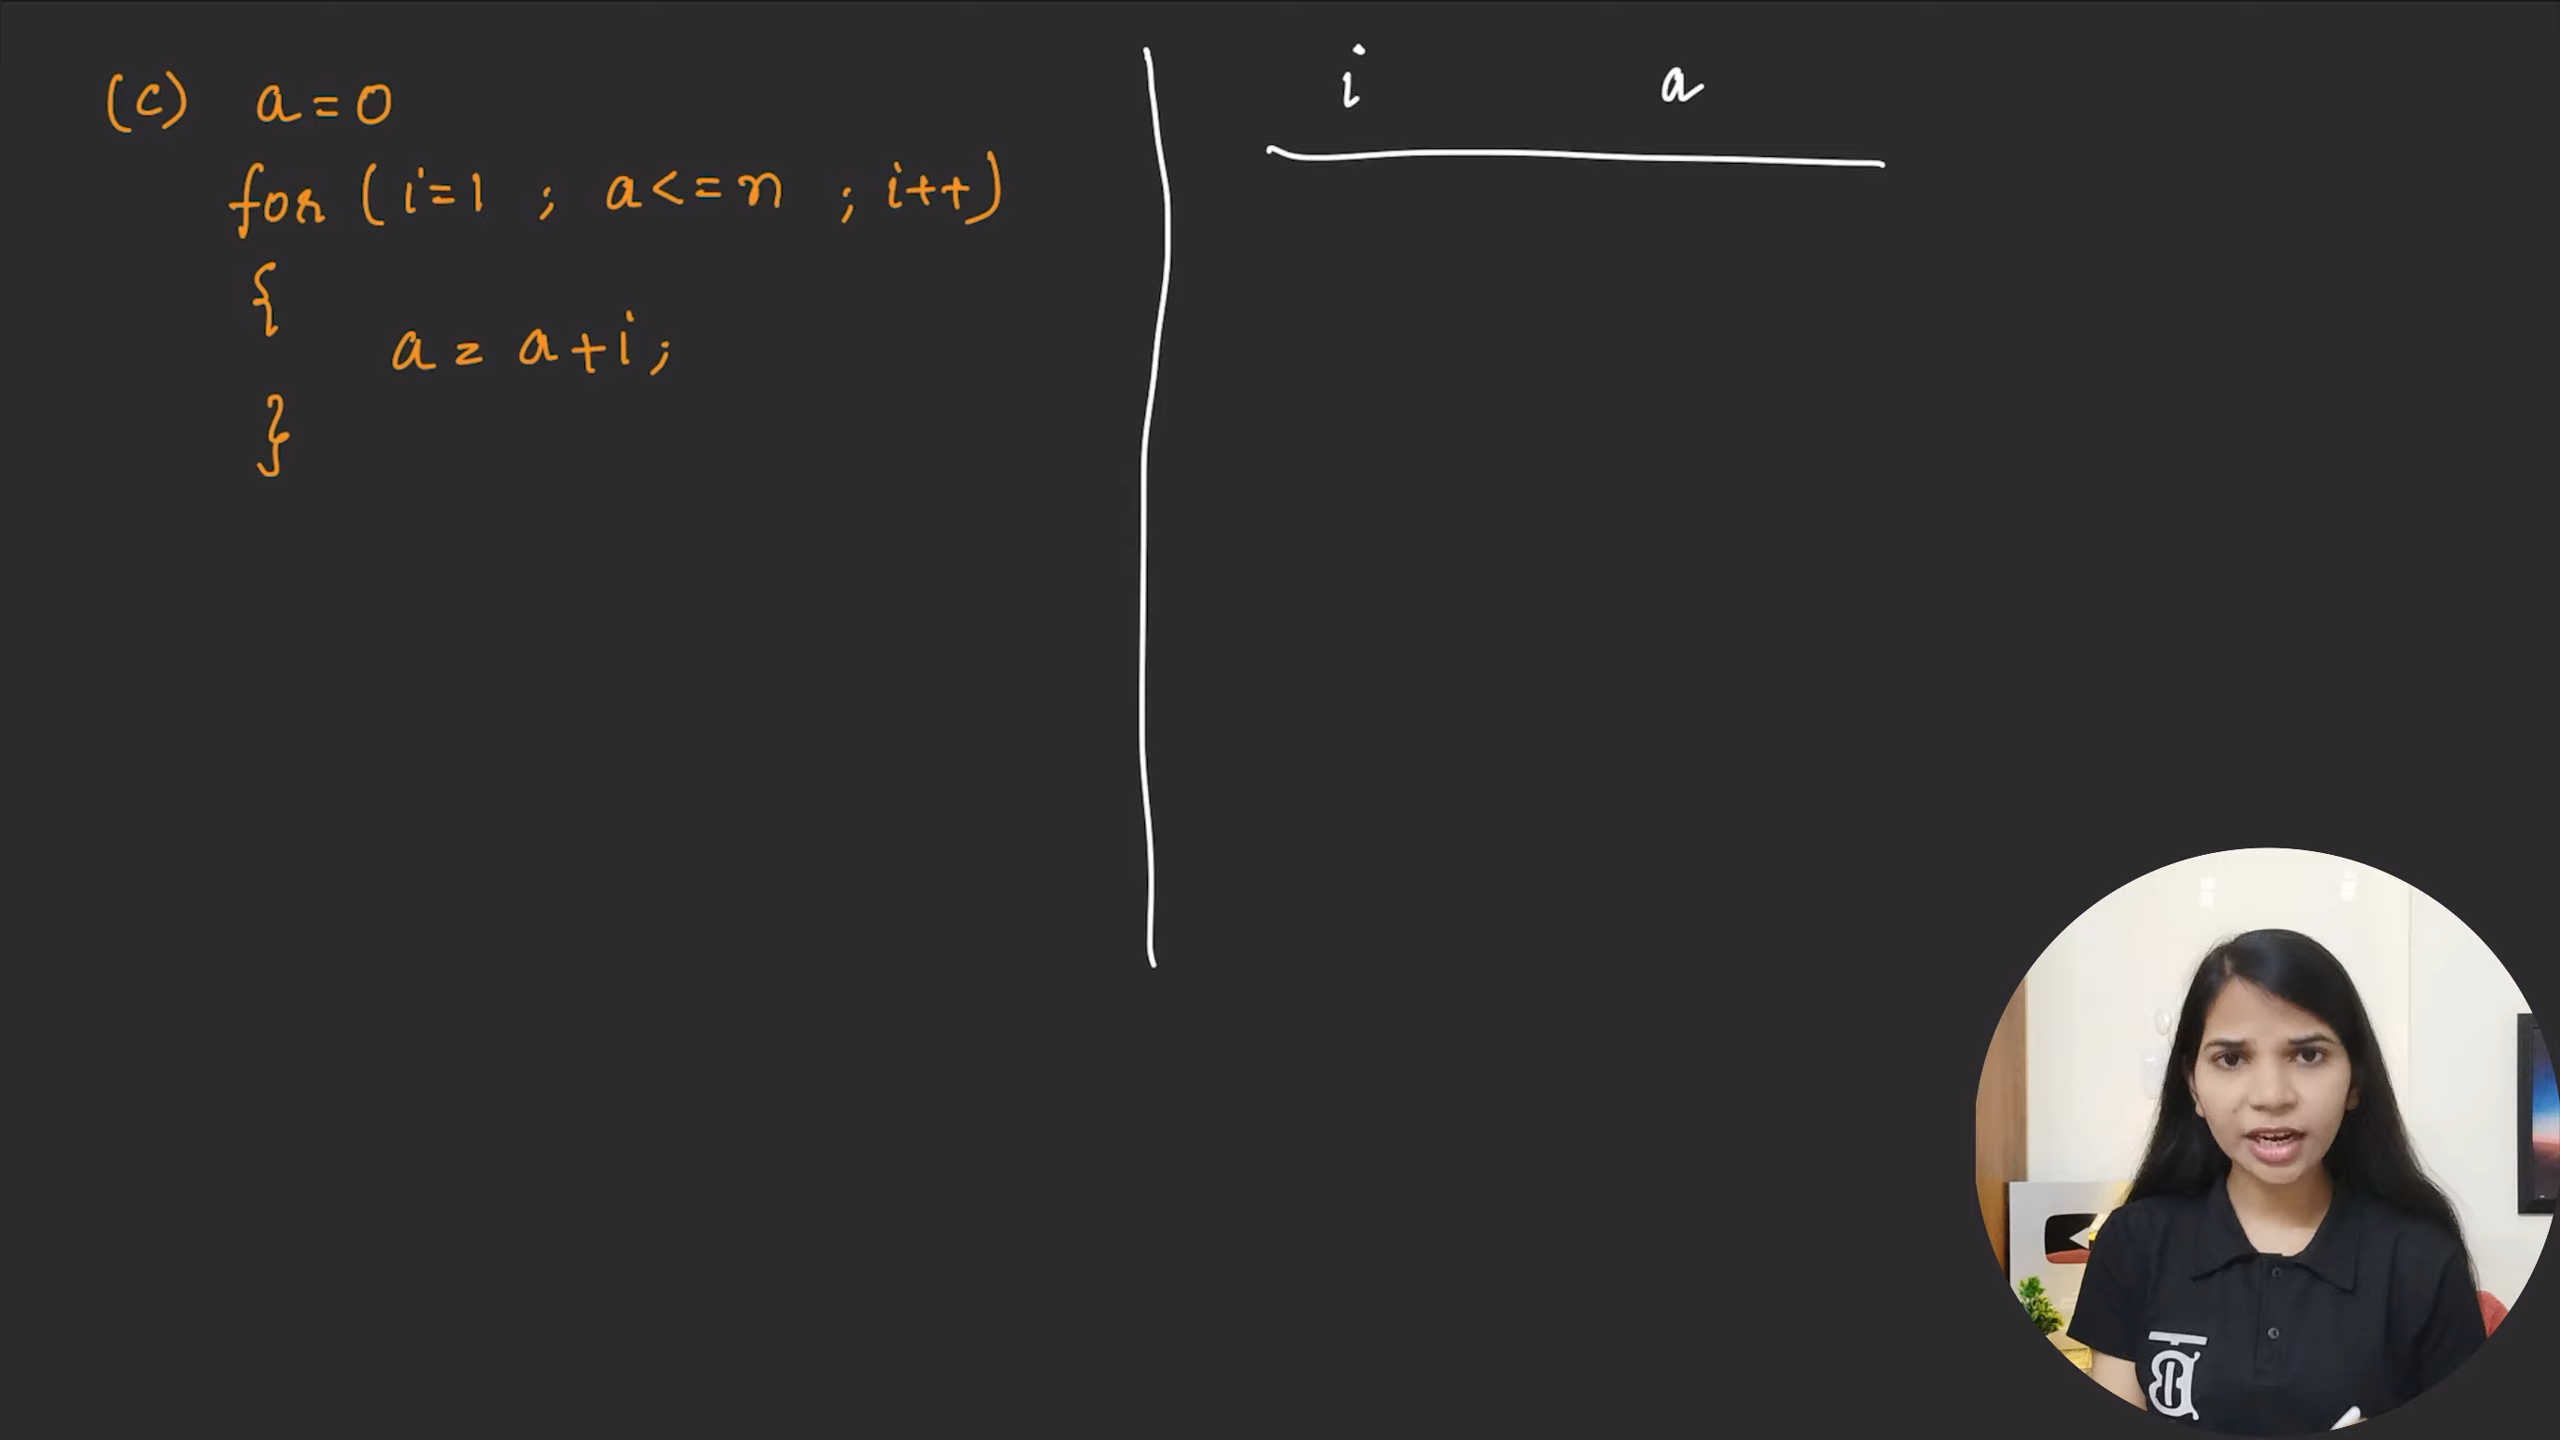 (c) a=0
for (i=1 ; a<=n ; i++)
{
a = a+i;
}
i a